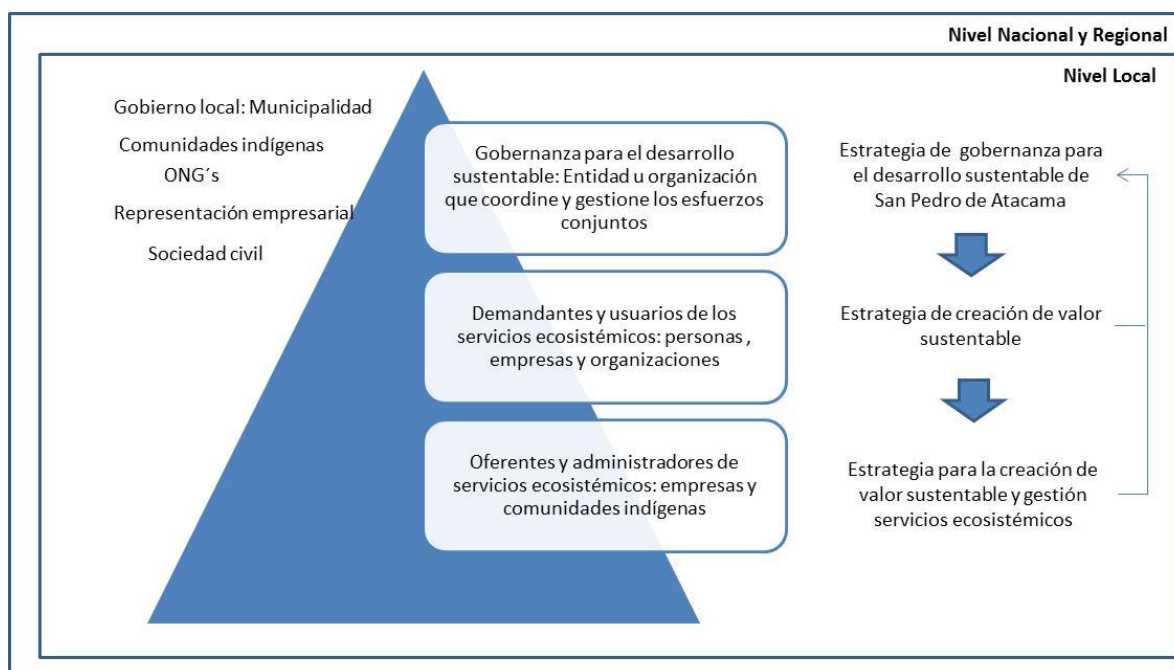 Nivel Nacional y Regional
Nivel Local
Gobierno local: Municipalidad
Comunidades indígenas
ONG´s
Representación empresarial
Sociedad civil
Gobernanza para el desarrollo
sustentable: Entidad u organización
que coordine y gestione los esfuerzos
conjuntos
Demandantes y usuarios de los
servicios ecosistémicos: personas ,
empresas y organizaciones
Oferentes y administradores de
servicios ecosistémicos: empresas y
comunidades indígenas
Estrategia de gobernanza para
el desarrollo sustentable de
San Pedro de Atacama
Estrategia de creación de valor
sustentable
Estrategia para la creación de
valor sustentable y gestión
servicios ecosistémicos